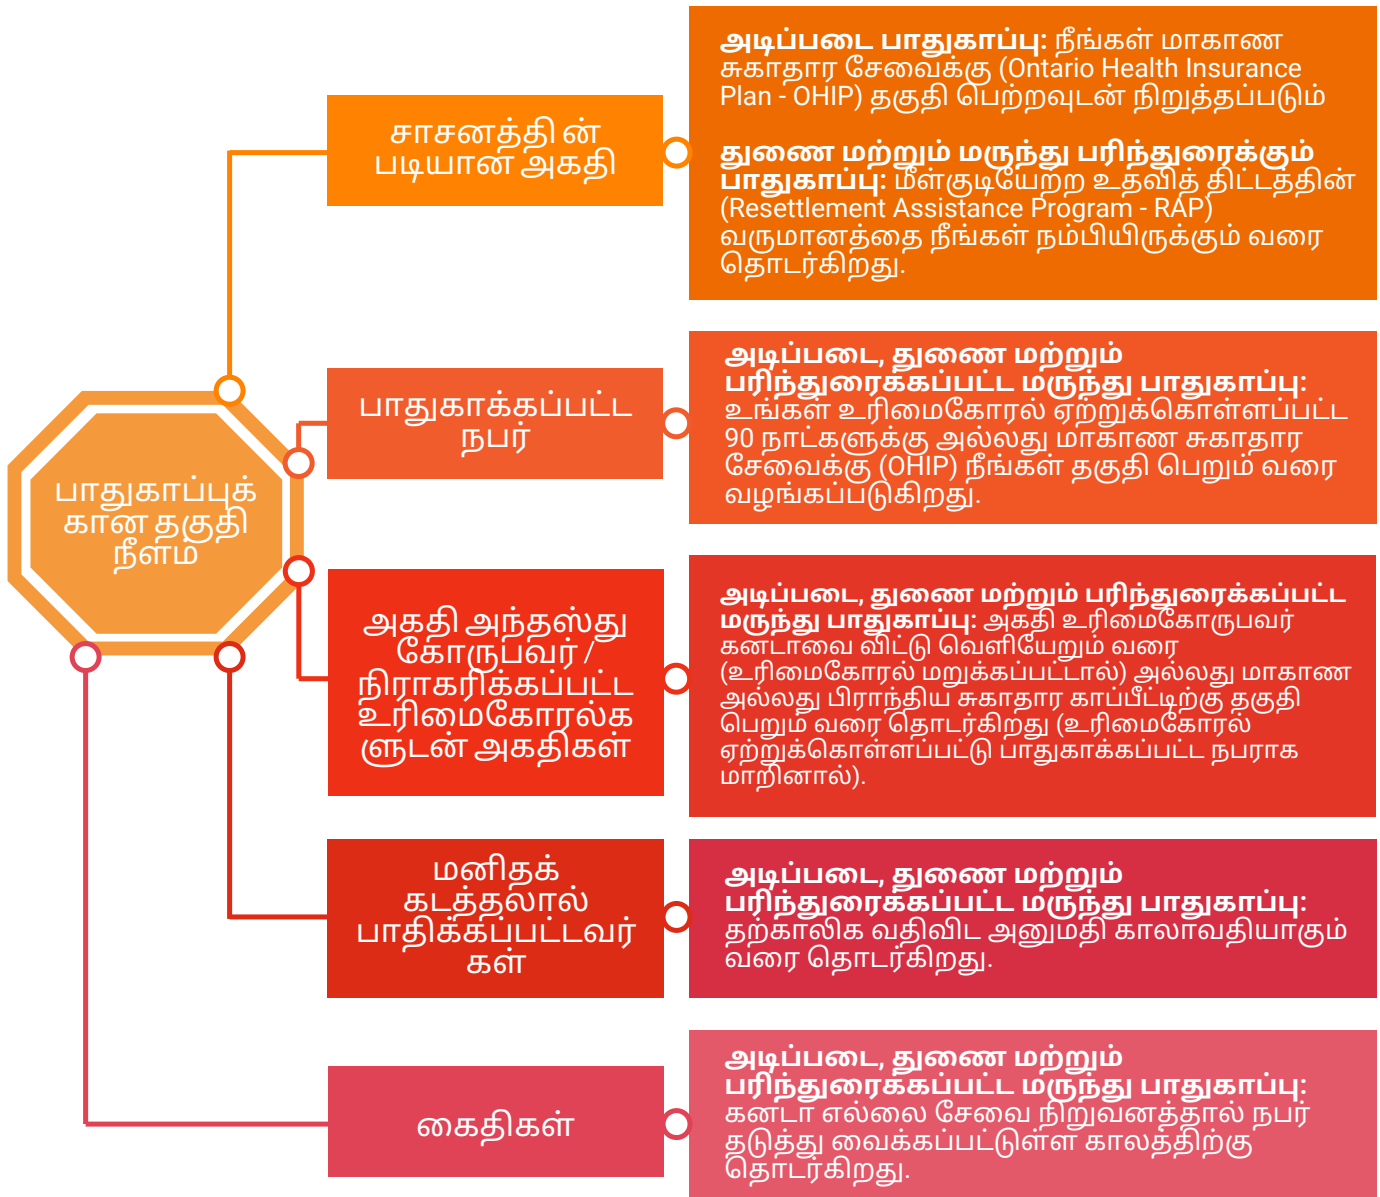 அடிப்படை பாதுகாப்பு: நீங்கள் மாகாண
சுகாதார சேவைக்கு (Ontario Health Insurance
Plan - OHIP) தகுதி பெற்றவுடன் நிறுத்தப்படும்
துணை மற்றும் மருந்து பரிந்துரைக்கும்
பாதுகாப்பு: மீள்குடியேற்ற உதவித் திட்டத்தின்
(Resettlement Assistance Program - RAP)
வருமானத்தை நீங்கள் நம்பியிருக்கும் வரை
தொடர்கிறது.
சாசனத்தி ன்
படியான அகதி
அடிப்படை, துணை மற்றும்
பரிந்துரைக்கப்பட்ட மருந்து பாதுகாப்பு:
உங்கள் உரிமைகோரல் ஏற்றுக்கொள்ளப்பட்ட
90 நாட்களுக்கு அல்லது மாகாண சுகாதார
சேவைக்கு (OHIP) நீங்கள் தகுதி பெறும் வரை
வழங்கப்படுகிறது.
பாதுகாக்கப்பட்ட
நபர்
பாதுகாப்புக்
கான தகுதி
நீளம்
அடிப்படை, துணை மற்றும் பரிந்துரைக்கப்பட்ட
மருந்து பாதுகாப்பு: அகதி உரிமைகோருபவர்
கனடாவை விட்டு வெளியேறும் வரை
(உரிமைகோரல் மறுக்கப்பட்டால்) அல்லது மாகாண
அல்லது பிராந்திய சுகாதார காப்பீட்டிற்கு தகுதி
பெறும் வரை தொடர்கிறது (உரிமைகோரல்
ஏற்றுக்கொள்ளப்பட்டு பாதுகாக்கப்பட்ட நபராக
மாறினால்).
அகதி அந்தஸ்து
கோருபவர் /
நிராகரிக்கப்பட்ட
உரிமைகோரல்க
ளுடன் அகதிகள்
மனிதக்
கடத்தலால்
பாதிக்கப்பட்டவர்
கள்
அடிப்படை, துணை மற்றும்
பரிந்துரைக்கப்பட்ட மருந்து பாதுகாப்பு:
தற்காலிக வதிவிட அனுமதி காலாவதியாகும்
வரை தொடர்கிறது.
அடிப்படை, துணை மற்றும்
பரிந்துரைக்கப்பட்ட மருந்து பாதுகாப்பு:
கனடா எல்லை சேவை நிறுவனத்தால் நபர்
தடுத்து வைக்கப்பட்டுள்ள காலத்திற்கு
தொடர்கிறது.
கைதிகள்